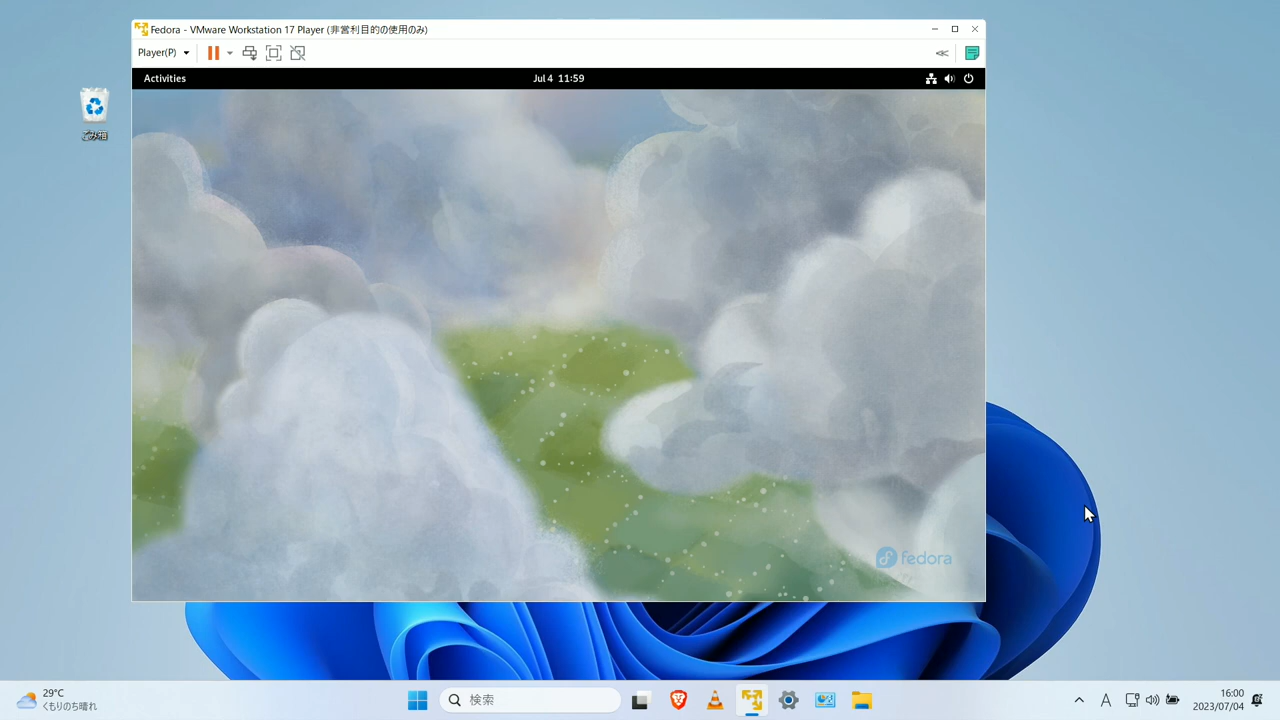 Fedora - VMware Workstation 17 Player (非営利目的の使用のみ)
Player(P)
Activities
Jul 4 11:59
ごみ箱
fedora
29°C
くもりのち晴れ
検索
A
16:00
2023/07/04